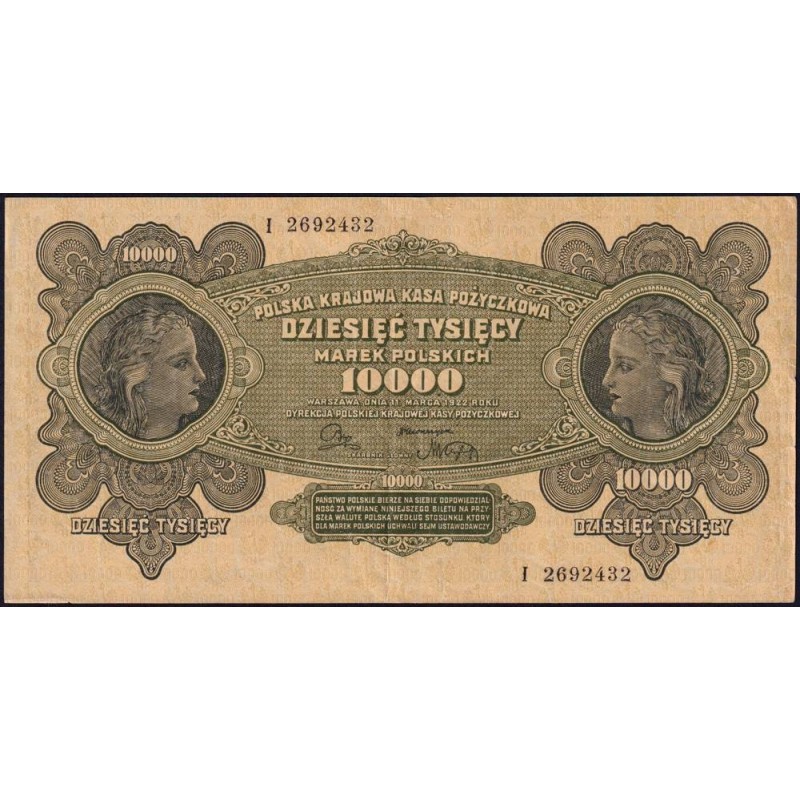 I 2692432
10000
POLSKA KRAJOWA KASA POŻYCZKOWA
DZIESIĘĆ TYSIĘCY
MAREK POLSKICH
10000
WARSZAWA, DNIA 11 MARCA 1922 ROKU
DYREKCJA POLSKIEJ KRAJOWEJ KASY POŻYCZKOWEJ
10000
10000
PAŃSTWO POLSKIE BIERZE NA SIEBIE ODPOWIEDZIAL
NOŚĆ ZA WYMIANĘ NINIEJSZEGO BILETU NA PRZY-
SZŁĄ WALUTĘ POLSKĄ WEDŁUG STOSUNKU, KTÓRY
DLA MAREK POLSKICH UCHWALI SEJM USTAWODAWCZY
DZIESIĘĆ TYSIĘCY
DZIESIĘĆ TYSIĘCY
I 2692432